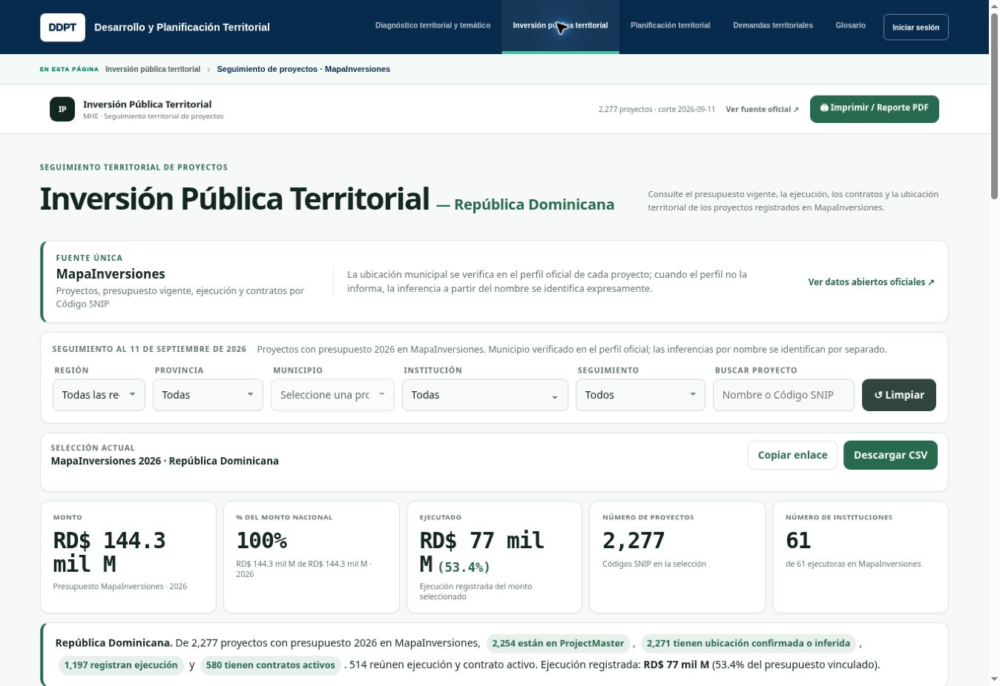 DDPT Desarrollo y Planificación Territorial Diagnóstico territorial y temático Inversión pública territorial Planificación territorial Demandas territoriales Glosario Iniciar sesión
EN ESTA PÁGINA Inversión pública territorial › Seguimiento de proyectos · MapaInversiones
IP Inversión Pública Territorial
MHE · Seguimiento territorial de proyectos
2,277 proyectos · corte 2026-09-11 Ver fuente oficial ↗ 🖨 Imprimir / Reporte PDF
SEGUIMIENTO TERRITORIAL DE PROYECTOS
Inversión Pública Territorial — República Dominicana
Consulte el presupuesto vigente, la ejecución, los contratos y la ubicación
territorial de los proyectos registrados en MapaInversiones.
FUENTE ÚNICA
MapaInversiones
Proyectos, presupuesto vigente, ejecución y contratos por
Código SNIP
La ubicación municipal se verifica en el perfil oficial de cada proyecto; cuando el perfil no la
informa, la inferencia a partir del nombre se identifica expresamente.
Ver datos abiertos oficiales ↗
SEGUIMIENTO AL 11 DE SEPTIEMBRE DE 2026 Proyectos con presupuesto 2026 en MapaInversiones. Municipio verificado en el perfil oficial; las inferencias por nombre se identifican por separado.
REGIÓN PROVINCIA MUNICIPIO INSTITUCIÓN SEGUIMIENTO BUSCAR PROYECTO
Todas las re Todas Seleccione una prc Todas Todos Nombre o Código SNIP ↺ Limpiar
SELECCIÓN ACTUAL
MapaInversiones 2026 · República Dominicana
Copiar enlace Descargar CSV
MONTO
RD$ 144.3
mil M
Presupuesto MapaInversiones · 2026
% DEL MONTO NACIONAL
100%
RD$ 144.3 mil M de RD$ 144.3 mil M ·
2026
EJECUTADO
RD$ 77 mil
M (53.4%)
Ejecución registrada del monto
seleccionado
NÚMERO DE PROYECTOS
2,277
Códigos SNIP en la selección
NÚMERO DE INSTITUCIONES
61
de 61 ejecutoras en MapaInversiones
República Dominicana. De 2,277 proyectos con presupuesto 2026 en MapaInversiones, 2,254 están en ProjectMaster , 2,271 tienen ubicación confirmada o inferida ,
1,197 registran ejecución y 580 tienen contratos activos . 514 reúnen ejecución y contrato activo. Ejecución registrada: RD$ 77 mil M (53.4% del presupuesto vinculado).